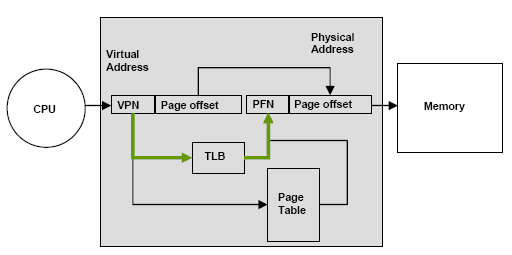 Virtual
Address
Physical
Address
CPU
VPN
Page offset
PFN
Page offset
Memory
TLB
Page
Table